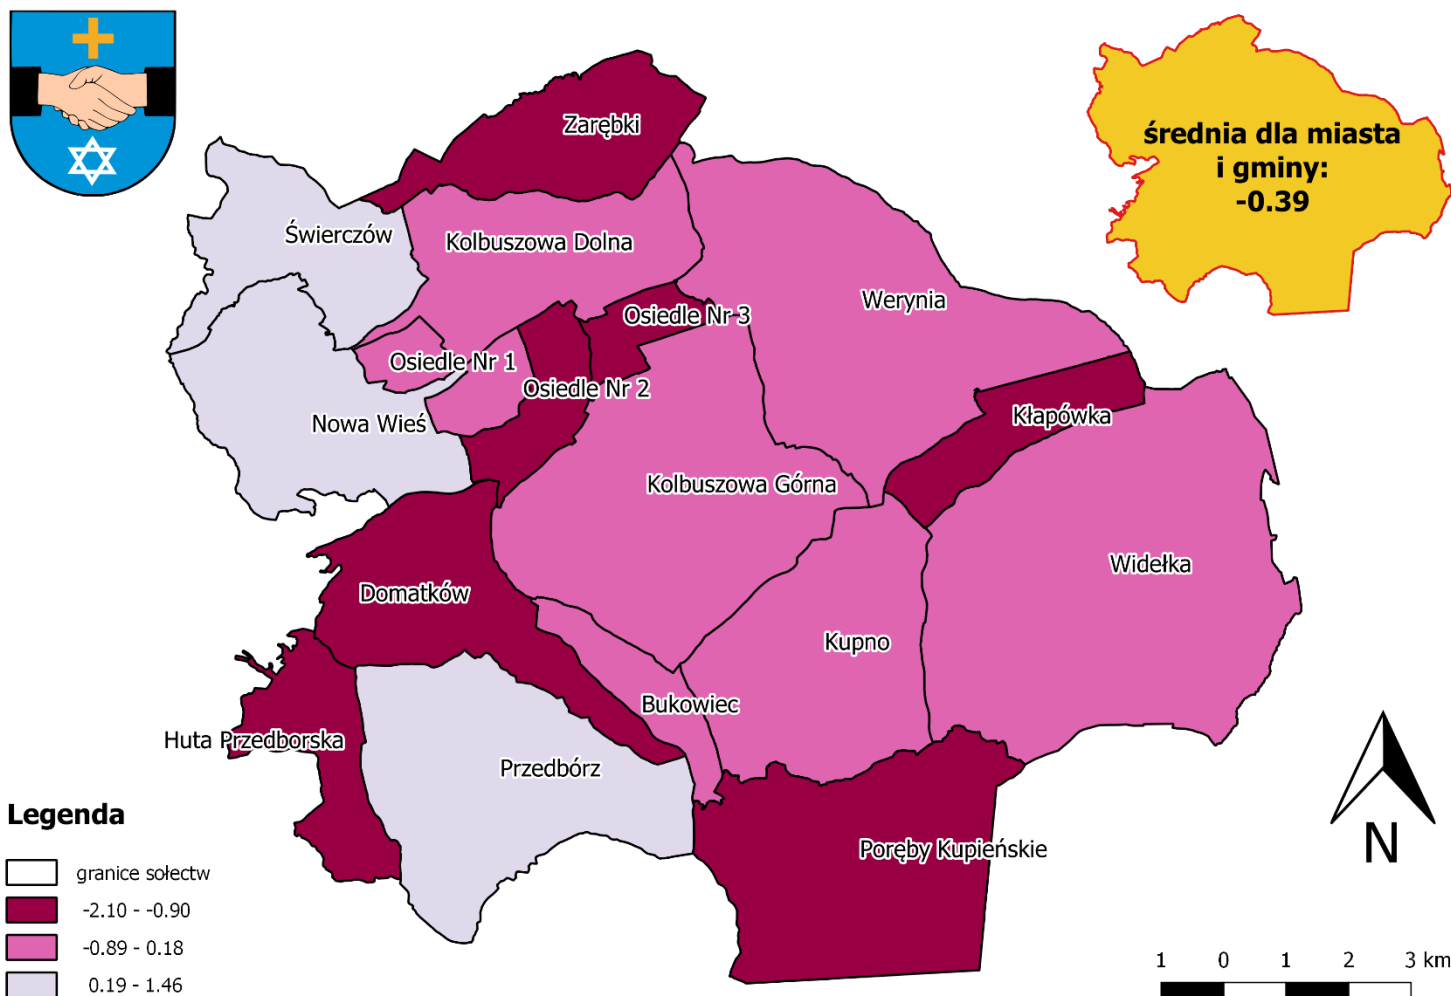 średnia dla miasta
i gminy:
-0.39
Zarębki
Świerczów
Kolbuszowa Dolna
Werynia
Osiedle Nr 3
Osiedle Nr 1
Osiedle Nr 2
Kłapówka
Nowa Wieś
Kolbuszowa Górna
Widełka
Domatków
Kupno
Bukowiec
Huta Przedborska
Przedbórz
Poręby Kupieńskie
N
Legenda
granice sołectw
-2.10 - -0.90
-0.89 - 0.18
0.19 - 1.46
1 0 1 2 3 km